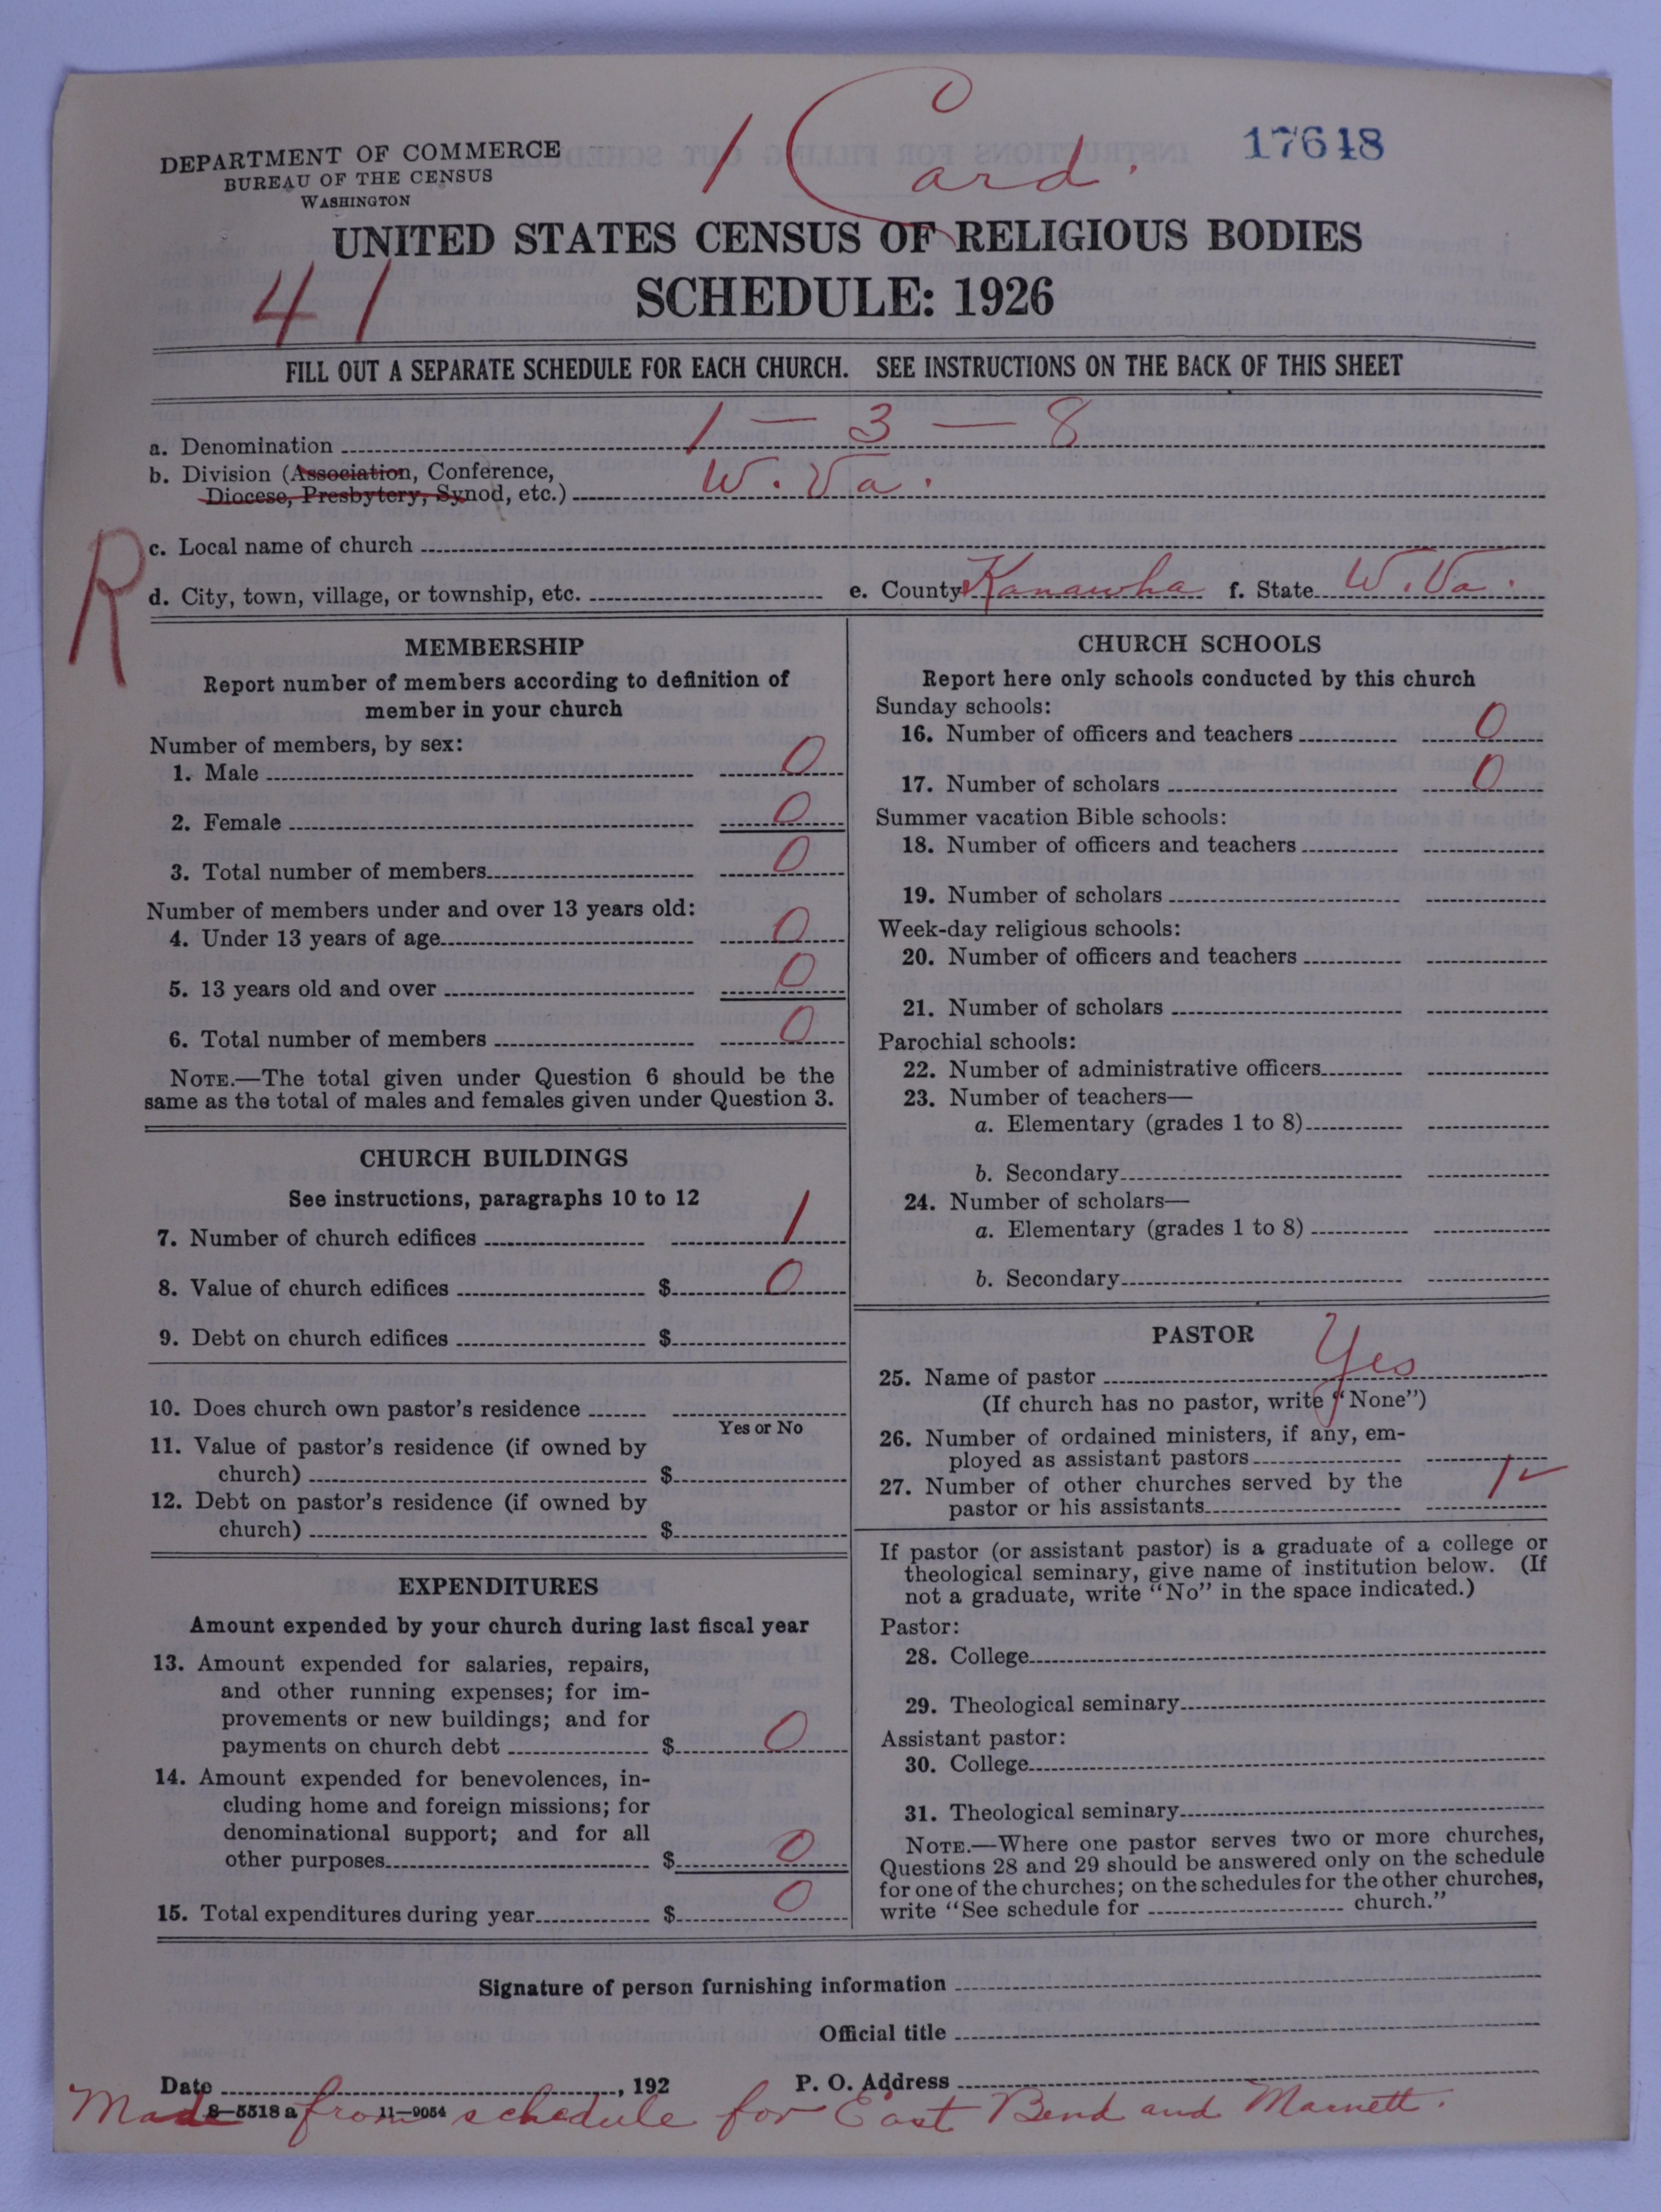 1 Card.
17648
DEPARTMENT OF COMMERCE
BUREAU OF THE CENSUS
WASHINGTON
UNITED STATES CENSUS OF RELIGIOUS BODIES
41
SCHEDULE: 1926
FILL OUT A SEPARATE SCHEDULE FOR EACH CHURCH. SEE INSTRUCTIONS ON THE BACK OF THIS SHEET
a. Denomination 1 — 3 — 8
b. Division (Association, Conference,
Diocese, Presbytery, Synod, etc.) W. Va.
R
c. Local name of church
d. City, town, village, or township, etc. e. County Kanawha f. State W. Va.
MEMBERSHIP
Report number of members according to definition of
member in your church
Number of members, by sex:
1. Male 0
2. Female 0
3. Total number of members 0
Number of members under and over 13 years old:
4. Under 13 years of age 0
5. 13 years old and over 0
6. Total number of members 0
NOTE.—The total given under Question 6 should be the
same as the total of males and females given under Question 3.
CHURCH BUILDINGS
See instructions, paragraphs 10 to 12
7. Number of church edifices 1
8. Value of church edifices $ 0
9. Debt on church edifices $
10. Does church own pastor's residence
Yes or No
11. Value of pastor's residence (if owned by
church) $
12. Debt on pastor's residence (if owned by
church) $
EXPENDITURES
Amount expended by your church during last fiscal year
13. Amount expended for salaries, repairs,
and other running expenses; for im-
provements or new buildings; and for
payments on church debt $ 0
14. Amount expended for benevolences, in-
cluding home and foreign missions; for
denominational support; and for all
other purposes $ 0
15. Total expenditures during year $ 0
CHURCH SCHOOLS
Report here only schools conducted by this church
Sunday schools:
16. Number of officers and teachers 0
17. Number of scholars 0
Summer vacation Bible schools:
18. Number of officers and teachers
19. Number of scholars
Week-day religious schools:
20. Number of officers and teachers
21. Number of scholars
Parochial schools:
22. Number of administrative officers
23. Number of teachers—
a. Elementary (grades 1 to 8)
b. Secondary
24. Number of scholars—
a. Elementary (grades 1 to 8)
b. Secondary
PASTOR
25. Name of pastor Yes
(If church has no pastor, write "None")
26. Number of ordained ministers, if any, em-
ployed as assistant pastors
27. Number of other churches served by the
pastor or his assistants 1 ✓
If pastor (or assistant pastor) is a graduate of a college or
theological seminary, give name of institution below. (If
not a graduate, write "No" in the space indicated.)
Pastor:
28. College
29. Theological seminary
Assistant pastor:
30. College
31. Theological seminary
NOTE.—Where one pastor serves two or more churches,
Questions 28 and 29 should be answered only on the schedule
for one of the churches; on the schedules for the other churches,
write "See schedule for church."
Signature of person furnishing information
Official title
Date , 192 P. O. Address
8—5518 a 11—9054
Made from schedule for East Bend and Marnett.